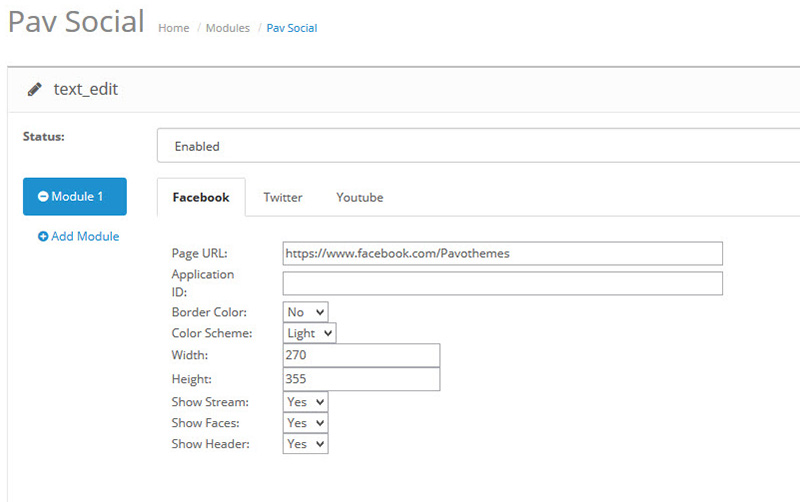 Pav Social Home / Modules / Pav Social
text_edit
Status: Enabled
Module 1
Add Module
Facebook Twitter Youtube
Page URL: https://www.facebook.com/Pavothemes
Application
ID:
Border Color: No
Color Scheme: Light
Width: 270
Height: 355
Show Stream: Yes
Show Faces: Yes
Show Header: Yes